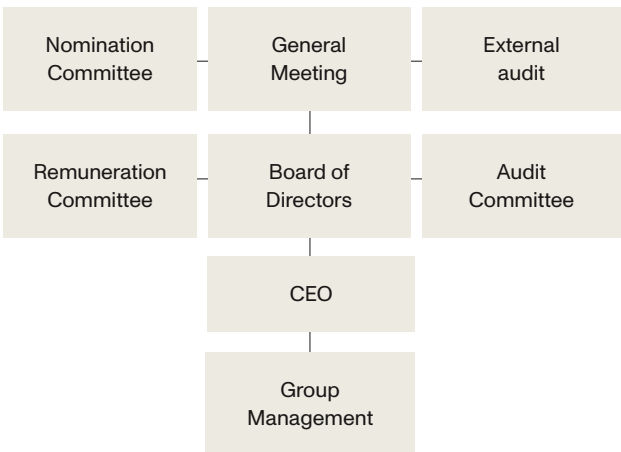 Nomination
Committee
General
Meeting
External
audit
Remuneration
Committee
Board of
Directors
Audit
Committee
CEO
Group
Management